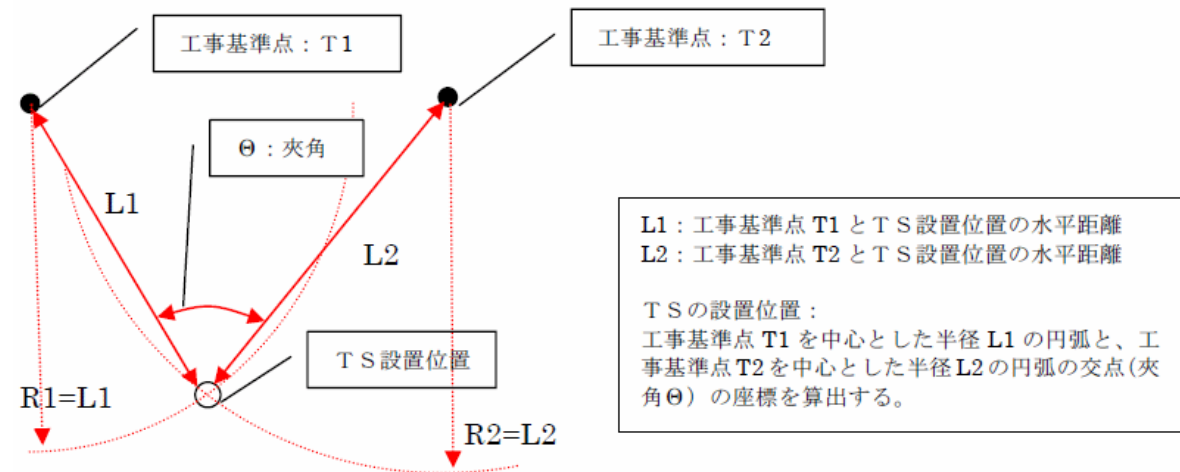 工事基準点：Ｔ1
工事基準点：Ｔ2
Θ：夾角
L1
L2
ＴＳ設置位置
R1=L1
R2=L2
L1：工事基準点 T1 とＴＳ設置位置の水平距離
L2：工事基準点 T2 とＴＳ設置位置の水平距離
ＴＳの設置位置：
工事基準点 T1 を中心とした半径 L1 の円弧と、工
事基準点 T2 を中心とした半径 L2 の円弧の交点(夾
角Θ）の座標を算出する。